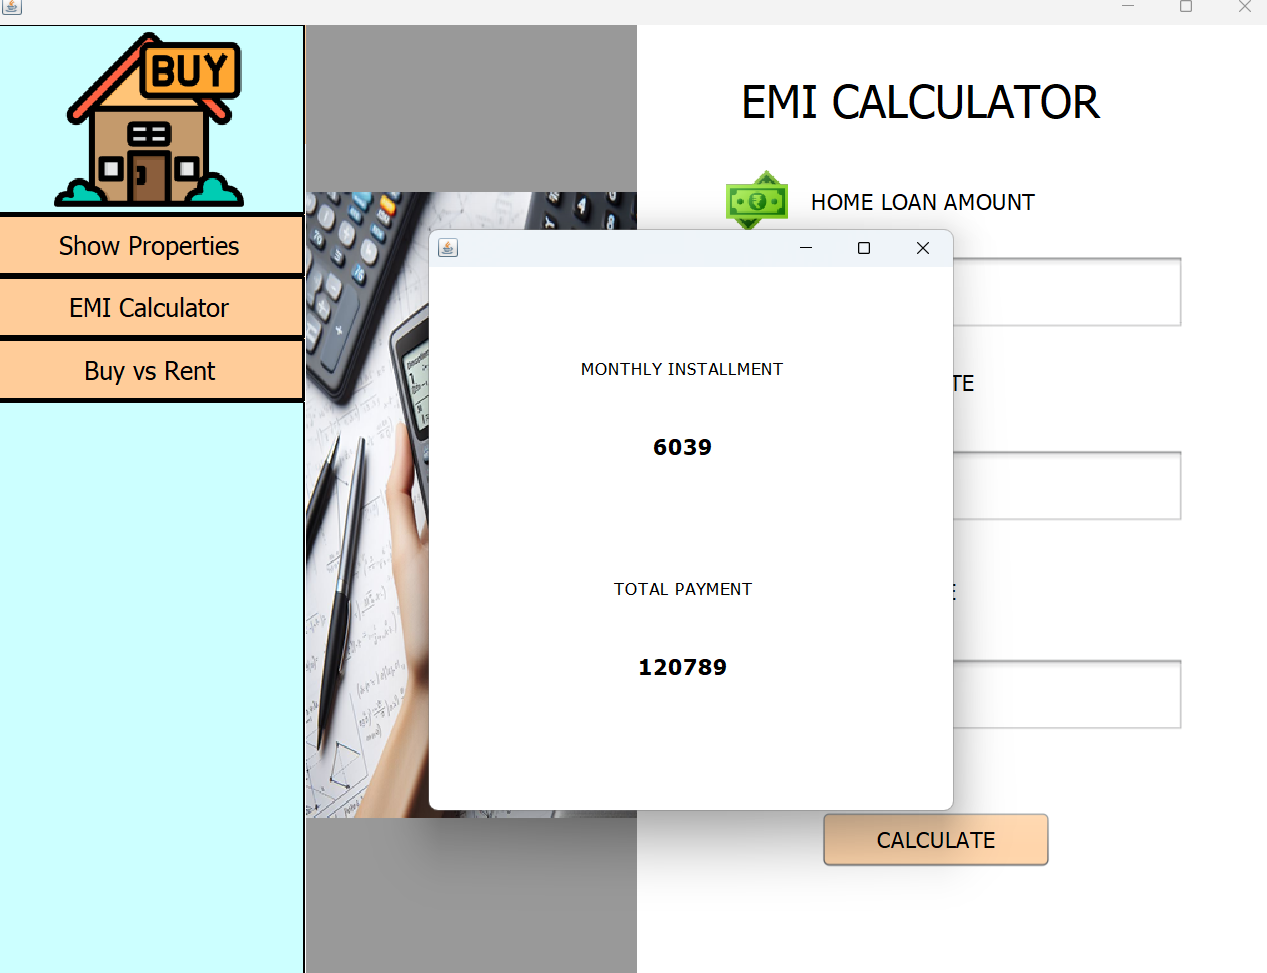 BUY
Show Properties
EMI Calculator
Buy vs Rent
EMI CALCULATOR
HOME LOAN AMOUNT
TE
E
CALCULATE
MONTHLY INSTALLMENT
6039
TOTAL PAYMENT
120789